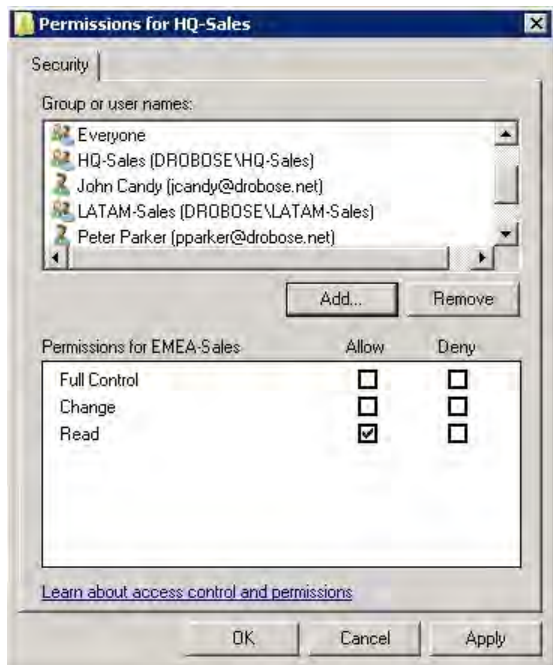 Permissions for HQ-Sales
Security
Group or user names:
Everyone
HQ-Sales (DROBOSE\HQ-Sales)
John Candy (jcandy@drobose.net)
LATAM-Sales (DROBOSE\LATAM-Sales)
Peter Parker (pparker@drobose.net)
Add... Remove
Permissions for EMEA-Sales Allow Deny
Full Control
Change
Read
Learn about access control and permissions
OK Cancel Apply